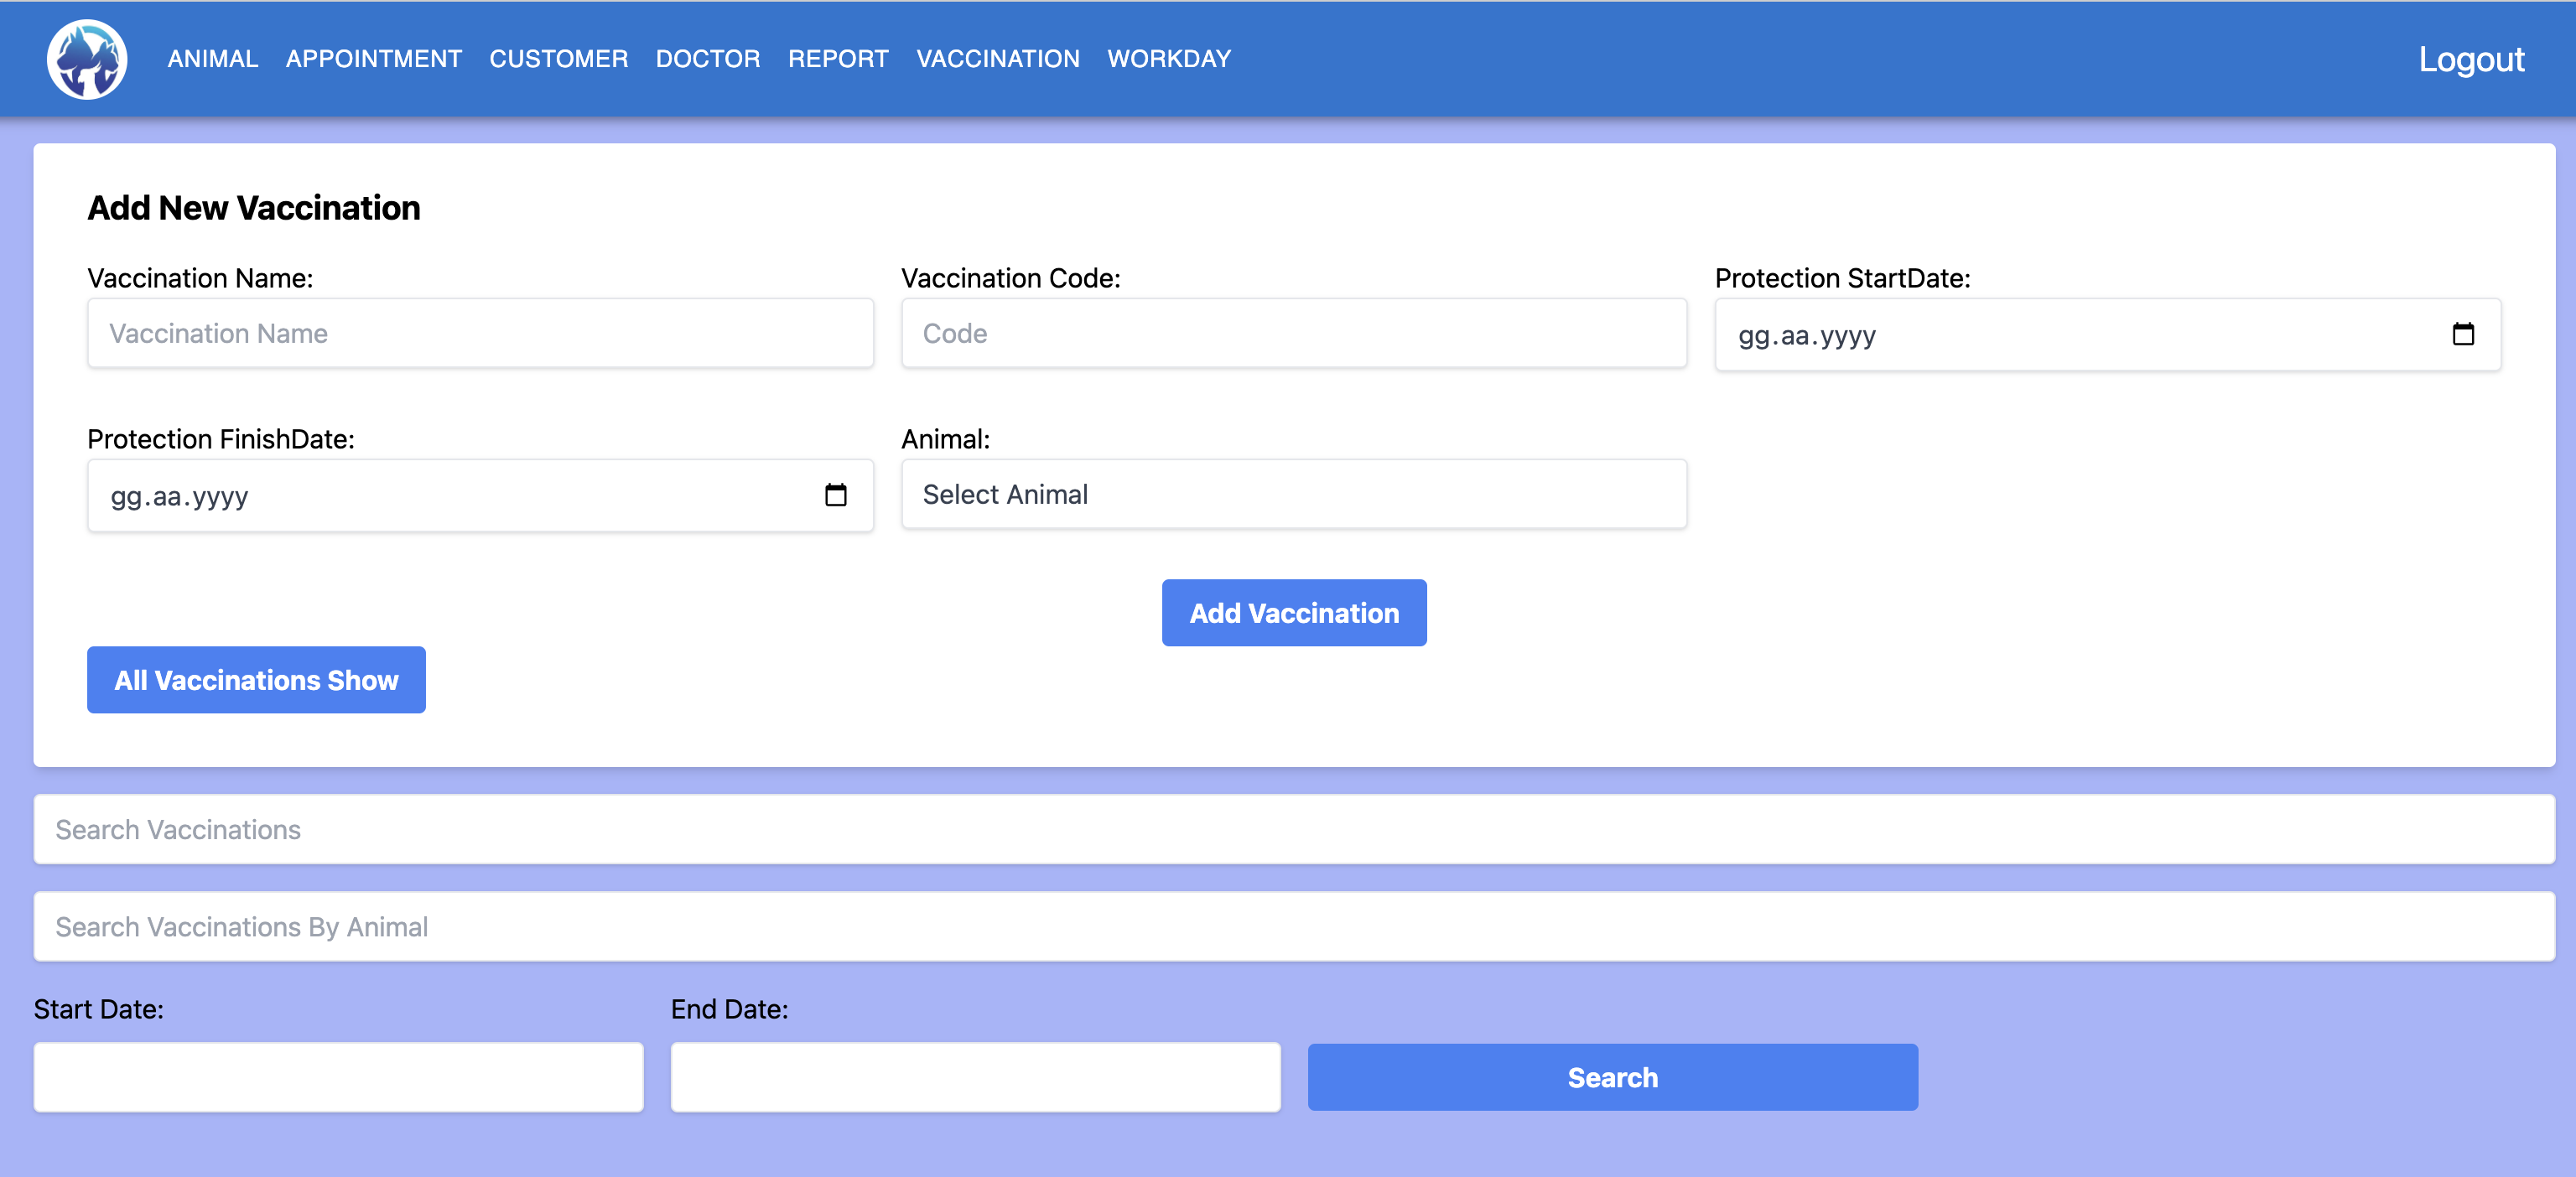 ANIMAL APPOINTMENT CUSTOMER DOCTOR REPORT VACCINATION WORKDAY Logout
Add New Vaccination
Vaccination Name: Vaccination Code: Protection StartDate:
Vaccination Name Code gg.aa.yyyy
Protection FinishDate: Animal:
gg.aa.yyyy Select Animal
Add Vaccination
All Vaccinations Show
Search Vaccinations
Search Vaccinations By Animal
Start Date: End Date:
Search